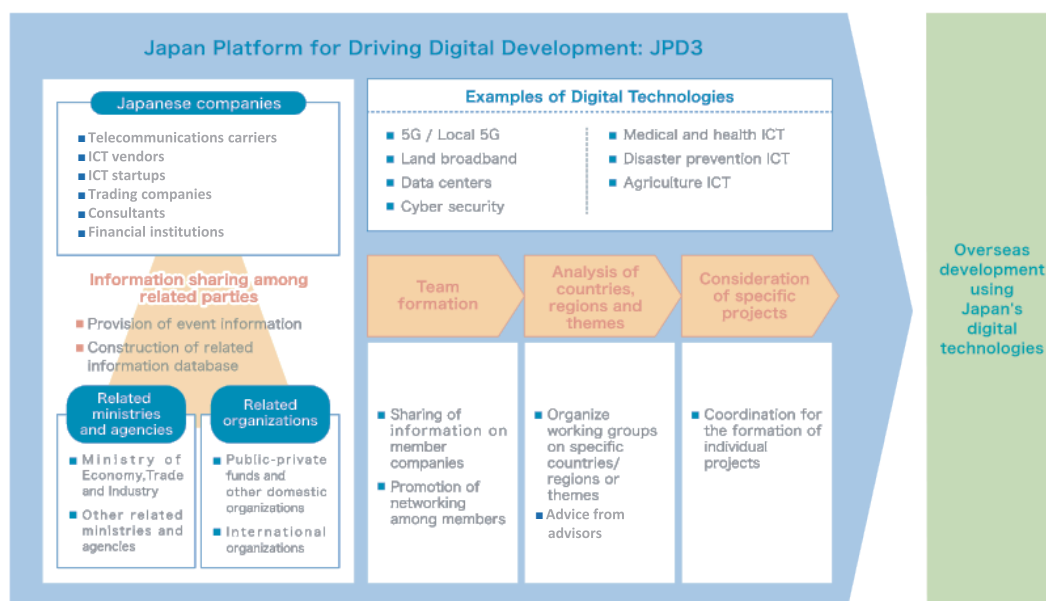 Japan Platform for Driving Digital Development: JPD3
Japanese companies
Telecommunications carriers
ICT vendors
ICT startups
Trading companies
Consultants
Financial institutions
Information sharing among
related parties
Provision of event information
Construction of related
information database
Related
ministries
and agencies
Ministry of
Economy,Trade
and Industry
Other related
ministries and
agencies
Related
organizations
Public-private
funds and
other domestic
organizations
International
organizations
Examples of Digital Technologies
5G / Local 5G
Land broadband
Data centers
Cyber security
Medical and health ICT
Disaster prevention ICT
Agriculture ICT
Team
formation
Sharing of
information on
member
companies
Promotion of
networking
among members
Analysis of
countries,
regions and
themes
Organize
working groups
on specific
countries/
regions or
themes
Advice from
advisors
Consideration
of specific
projects
Coordination for
the formation of
individual
projects
Overseas
development
using
Japan's
digital
technologies